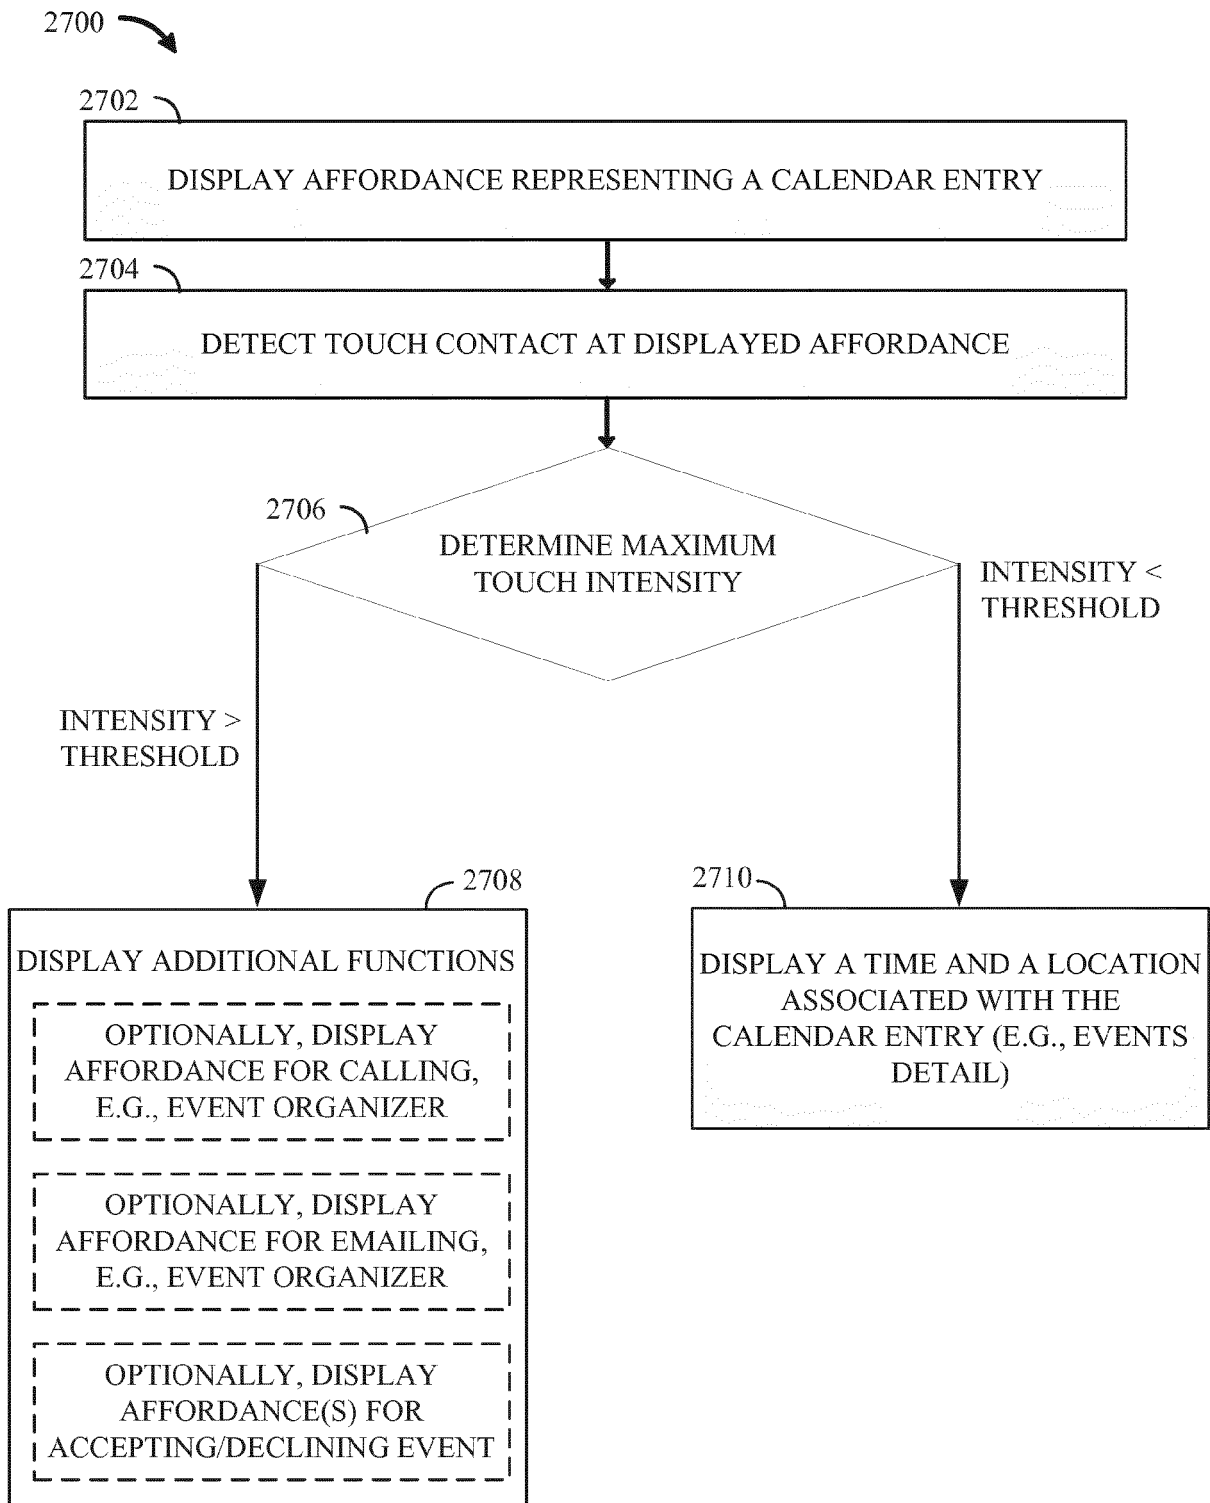 2700
2702
DISPLAY AFFORDANCE REPRESENTING A CALENDAR ENTRY
2704
DETECT TOUCH CONTACT AT DISPLAYED AFFORDANCE
2706
DETERMINE MAXIMUM
TOUCH INTENSITY
INTENSITY <
THRESHOLD
INTENSITY >
THRESHOLD
2708
DISPLAY ADDITIONAL FUNCTIONS
OPTIONALLY, DISPLAY
AFFORDANCE FOR CALLING,
E.G., EVENT ORGANIZER
OPTIONALLY, DISPLAY
AFFORDANCE FOR EMAILING,
E.G., EVENT ORGANIZER
OPTIONALLY, DISPLAY
AFFORDANCE(S) FOR
ACCEPTING/DECLINING EVENT
2710
DISPLAY A TIME AND A LOCATION
ASSOCIATED WITH THE
CALENDAR ENTRY (E.G., EVENTS
DETAIL)